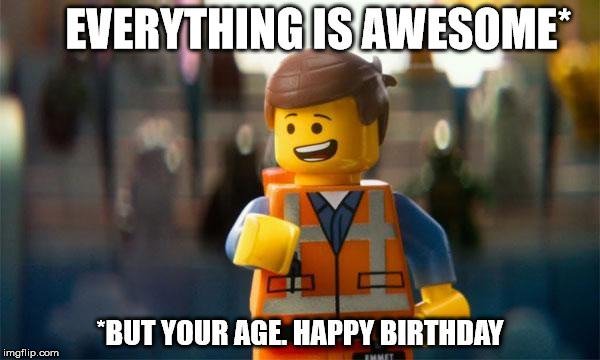 EVERYTHING IS AWESOME*
*BUT YOUR AGE. HAPPY BIRTHDAY
EMMET
imgflip.com